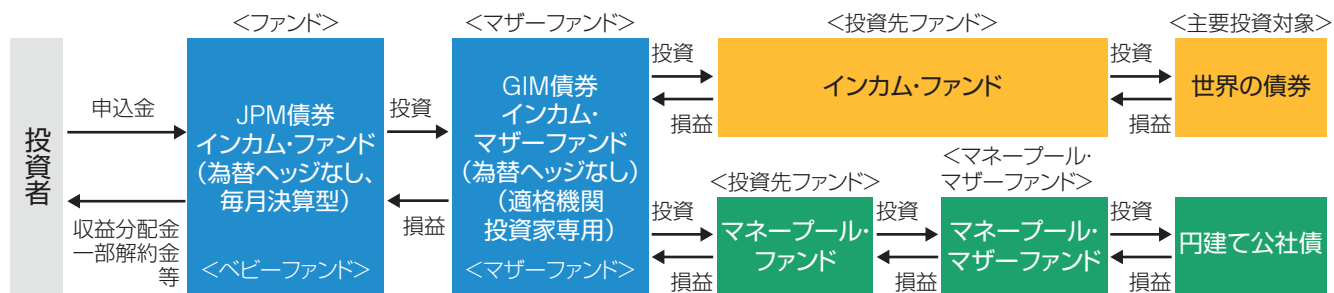 <ファンド>
<マザーファンド>
<投資先ファンド>
<主要投資対象>
投資者
申込金
収益分配金
一部解約金
等
JPM債券
インカム・ファンド
(為替ヘッジなし、
毎月決算型)
<ベビーファンド>
投資
損益
GIM債券
インカム・
マザーファンド
(為替ヘッジなし)
(適格機関
投資家専用)
<マザーファンド>
投資
損益
インカム・ファンド
投資
損益
世界の債券
投資
損益
<投資先ファンド>
マネープール・
ファンド
投資
損益
<マネープール・
マザーファンド>
マネープール・
マザーファンド
投資
損益
円建て公社債